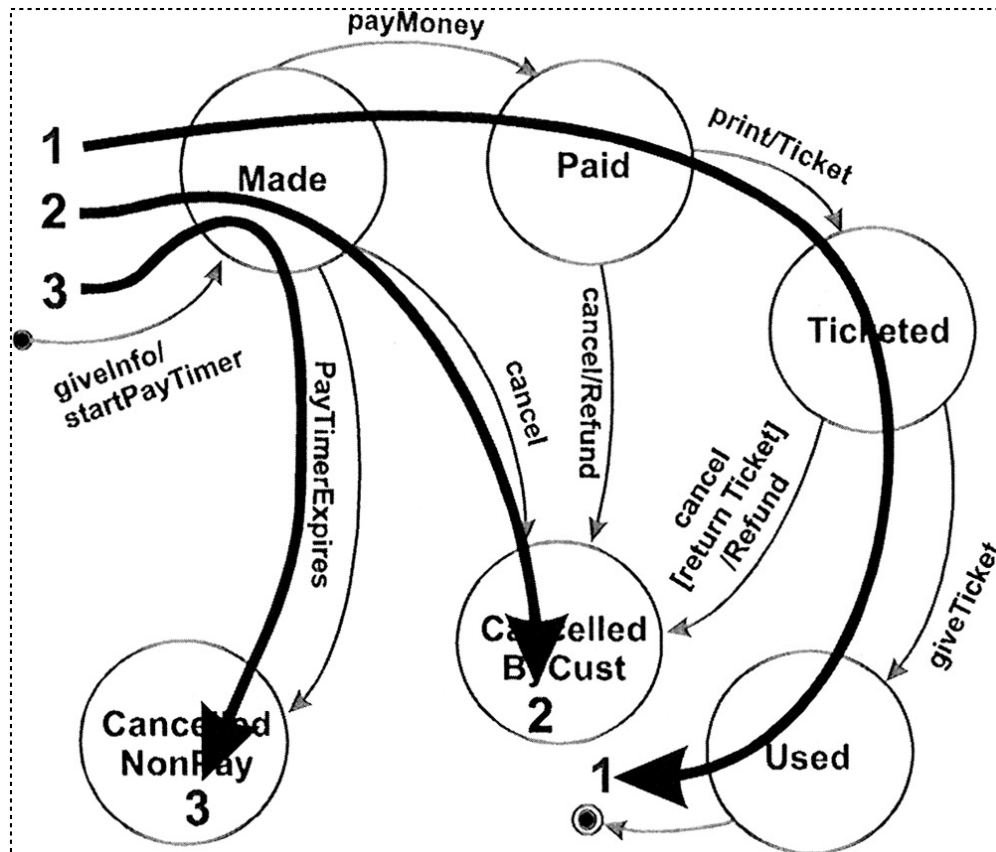 payMoney
1
print/Ticket
Made
Paid
2
3
giveInfo/
startPayTimer
PayTimerExpires
cancel
cancel/Refund
Ticketed
cancel
[return Ticket]
/Refund
giveTicket
Cancelled
ByCust
2
Cancelled
NonPay
3
1
Used